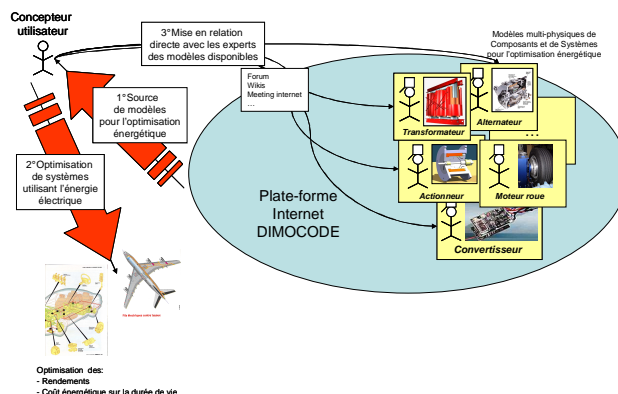 Concepteur
utilisateur
3°Mise en relation
directe avec les experts
des modèles disponibles
Modèles multi-physiques de
Composants et de Systèmes
pour l'optimisation énergétique
Forum
Wikis
Meeting internet
...
1°Source
de modèles
pour l'optimisation
énergétique
2°Optimisation
de systèmes
utilisant l'énergie
électrique
Transformateur
Alternateur
. . .
Actionneur
Moteur roue
Convertisseur
Plate-forme
Internet
DIMOCODE
Optimisation des:
- Rendements
- Coût énergétique sur la durée de vie